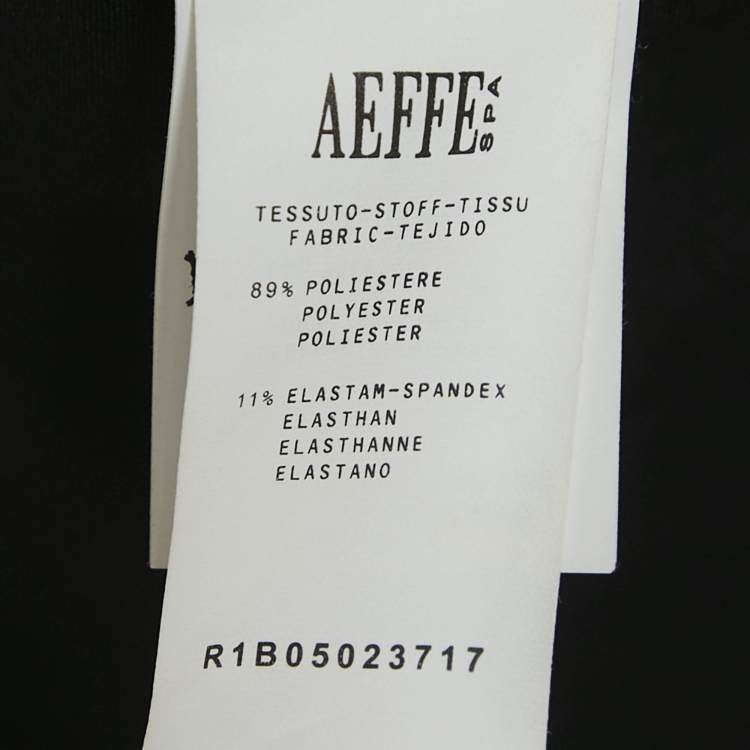 AEFFE SPA
TESSUTO-STOFF-TISSU
FABRIC-TEJIDO
89% POLIESTERE
POLYESTER
POLIESTER
11% ELASTAM-SPANDEX
ELASTHAN
ELASTHANNE
ELASTANO
R1B05023717